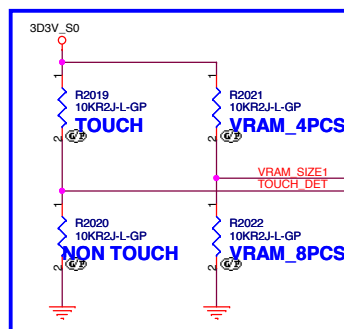 3D3V_S0
1
R2019
10KR2J-L-GP
TOUCH
2
1
R2021
10KR2J-L-GP
VRAM_4PCS
2
VRAM_SIZE1
TOUCH_DET
1
R2020
10KR2J-L-GP
NON TOUCH
2
1
R2022
10KR2J-L-GP
VRAM_8PCS
2